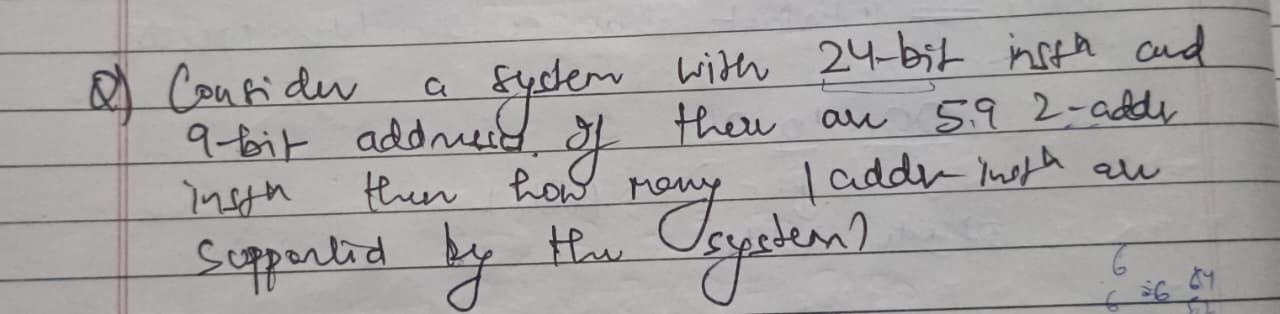 Q) Consider a system with 24-bit instn and
9-bit address. If there are 59 2-addr
instn then how many 1 addr instn are
supported by the system?
6
6 =6 64